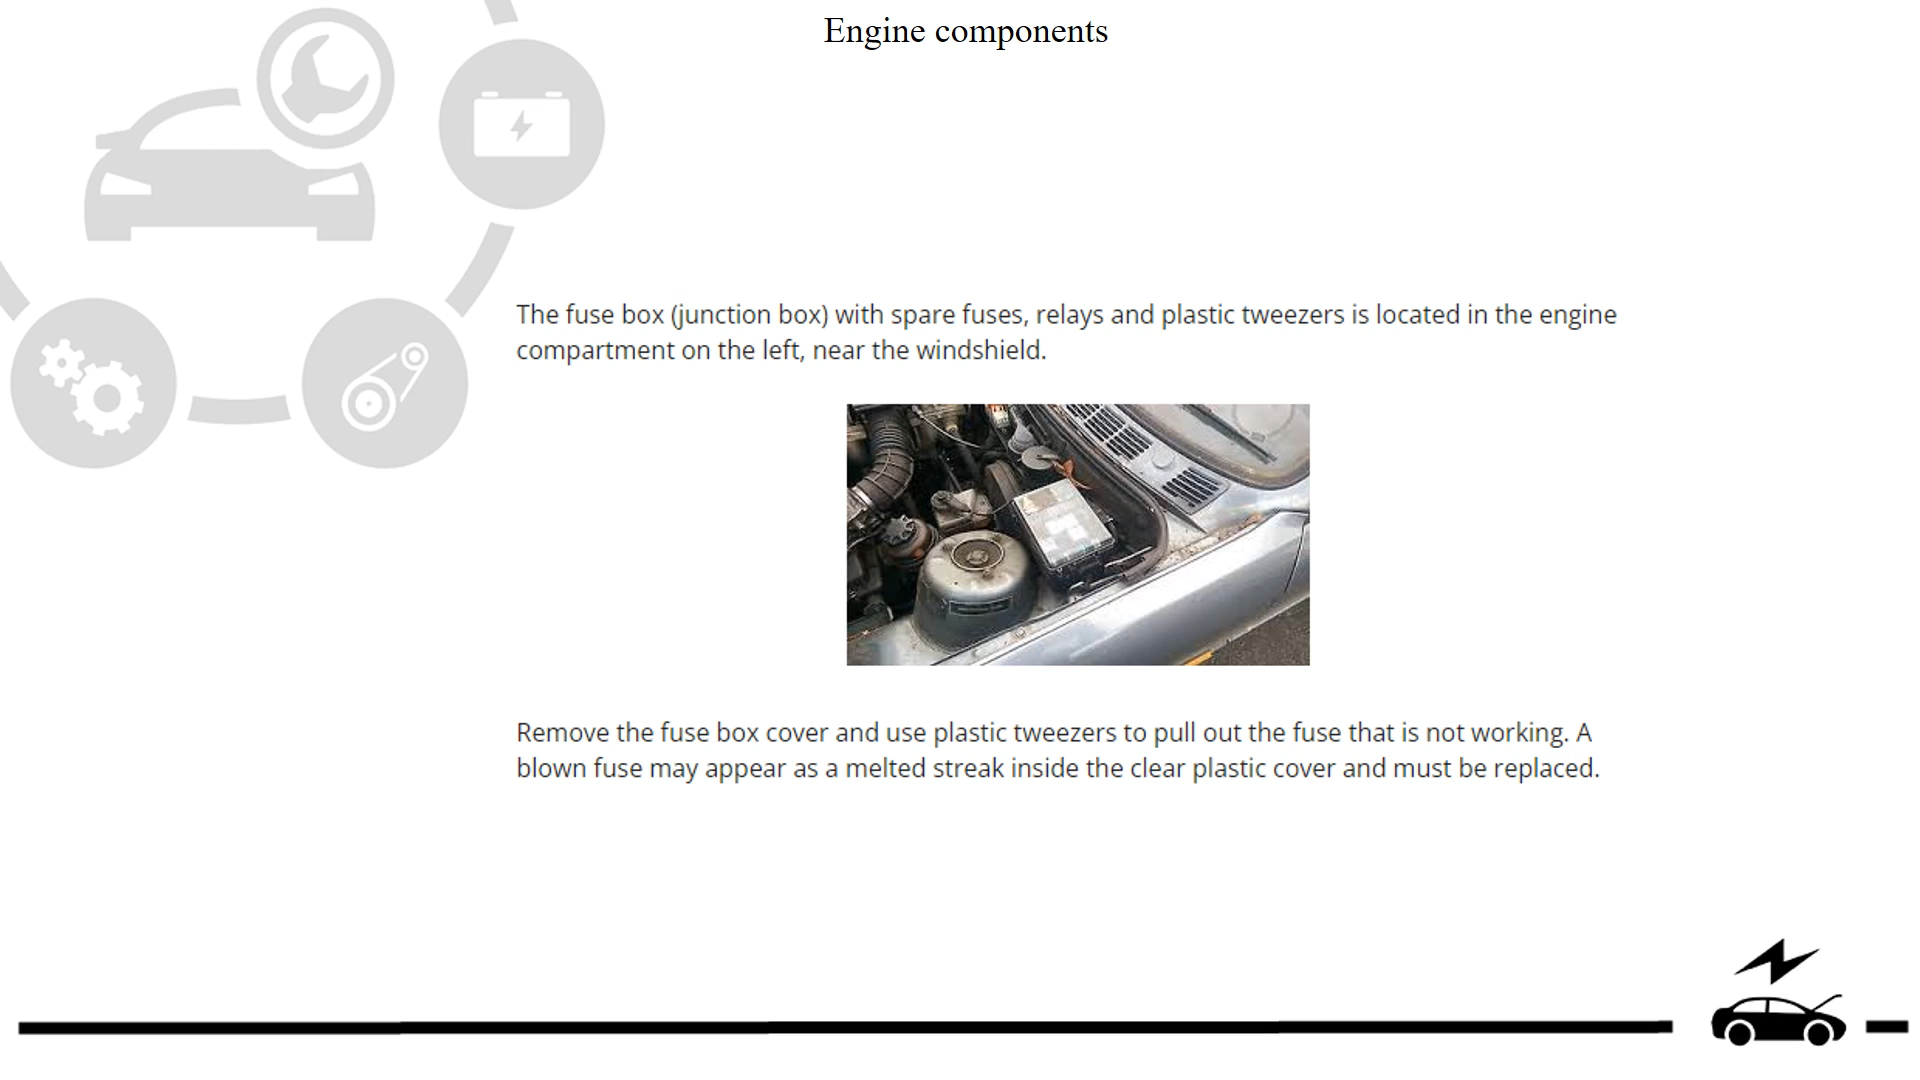 Engine components
The fuse box (junction box) with spare fuses, relays and plastic tweezers is located in the engine
compartment on the left, near the windshield.
Remove the fuse box cover and use plastic tweezers to pull out the fuse that is not working. A
blown fuse may appear as a melted streak inside the clear plastic cover and must be replaced.